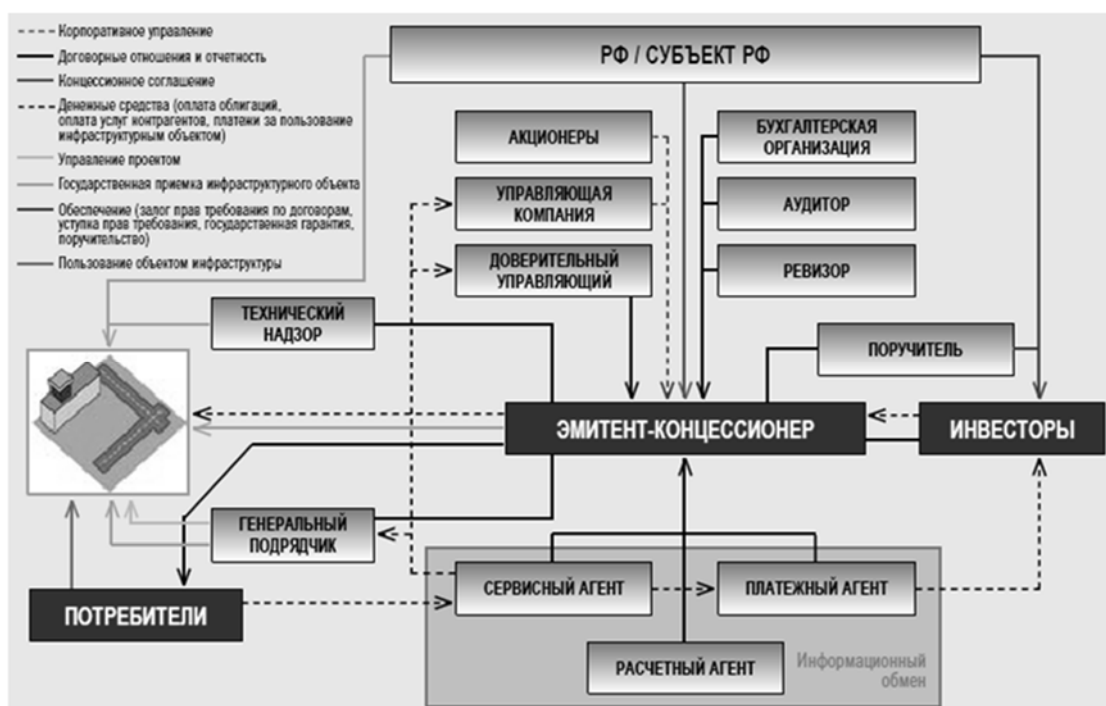 Корпоративное управление
Договорные отношения и отчетность
Концессионное соглашение
Денежные средства (оплата облигаций,
оплата услуг контрагентов, платежи за пользование
инфраструктурным объектом)
Управление проектом
Государственная приемка инфраструктурного объекта
Обеспечение (залог прав требования по договорам,
уступка прав требования, государственная гарантия,
поручительство)
Пользование объектом инфраструктуры
РФ / СУБЪЕКТ РФ
АКЦИОНЕРЫ
БУХГАЛТЕРСКАЯ
ОРГАНИЗАЦИЯ
УПРАВЛЯЮЩАЯ
КОМПАНИЯ
АУДИТОР
ДОВЕРИТЕЛЬНЫЙ
УПРАВЛЯЮЩИЙ
РЕВИЗОР
ТЕХНИЧЕСКИЙ
НАДЗОР
ПОРУЧИТЕЛЬ
ЭМИТЕНТ-КОНЦЕССИОНЕР
ИНВЕСТОРЫ
ГЕНЕРАЛЬНЫЙ
ПОДРЯДЧИК
СЕРВИСНЫЙ АГЕНТ
ПЛАТЕЖНЫЙ АГЕНТ
ПОТРЕБИТЕЛИ
РАСЧЕТНЫЙ АГЕНТ
Информационный
обмен